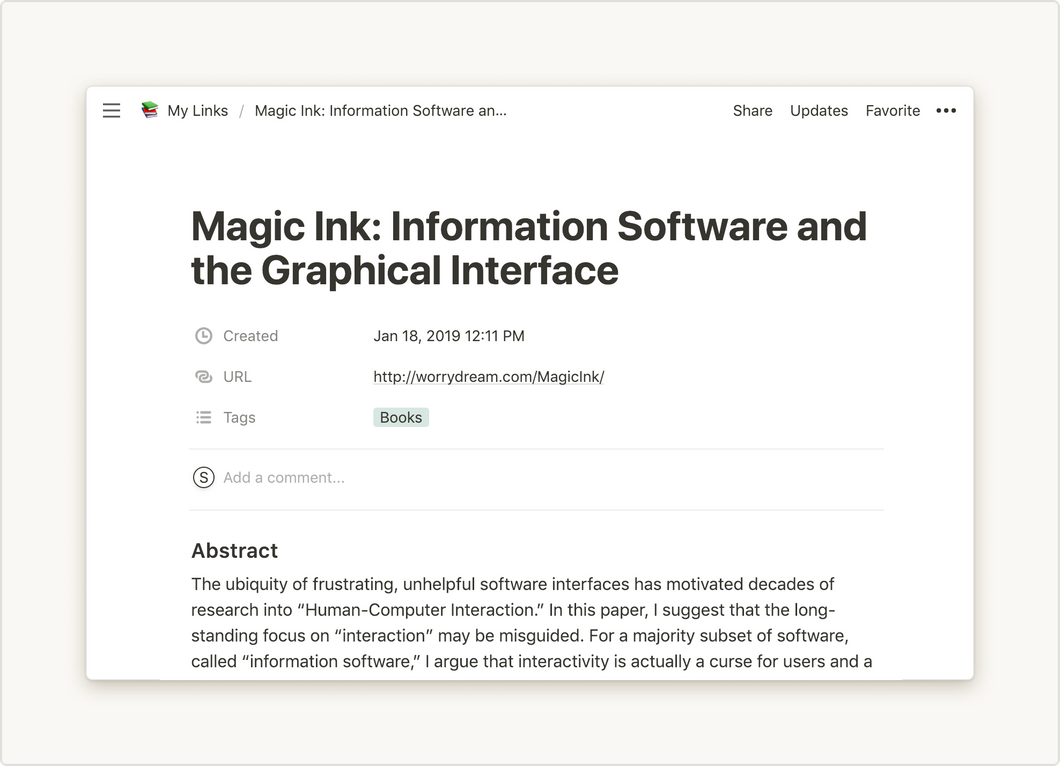 My Links / Magic Ink: Information Software an...
Share Updates Favorite •••
Magic Ink: Information Software and
the Graphical Interface
Created Jan 18, 2019 12:11 PM
URL http://worrydream.com/MagicInk/
Tags Books
S Add a comment...
Abstract
The ubiquity of frustrating, unhelpful software interfaces has motivated decades of
research into “Human-Computer Interaction.” In this paper, I suggest that the long-
standing focus on “interaction” may be misguided. For a majority subset of software,
called “information software,” I argue that interactivity is actually a curse for users and a